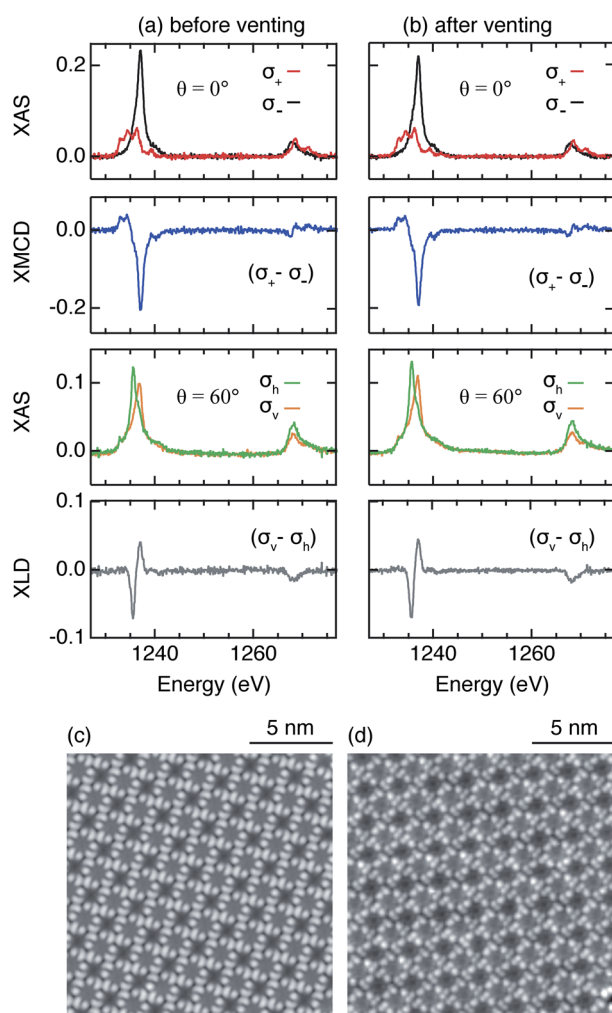 (a) before venting
(b) after venting
XAS
0.2
0.0
θ = 0°
σ+
σ-
θ = 0°
σ+
σ-
XMCD
0.0
-0.2
(σ+- σ-)
(σ+- σ-)
XAS
0.1
0.0
θ = 60°
σh
σv
θ = 60°
σh
σv
XLD
0.1
0.0
-0.1
(σv- σh)
(σv- σh)
1240
1260
1240
1260
Energy (eV)
Energy (eV)
(c)
5 nm
(d)
5 nm